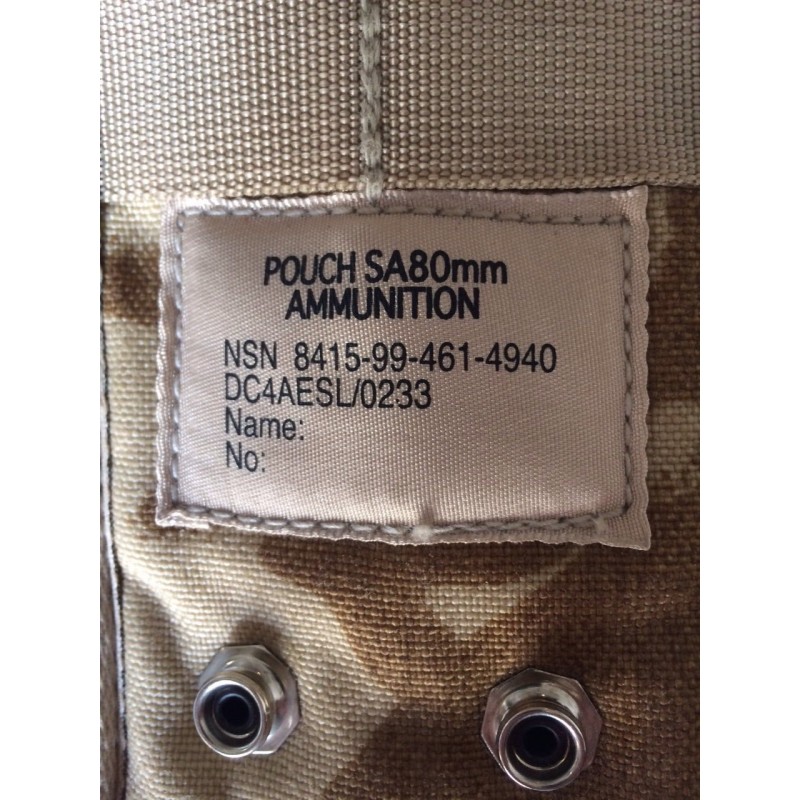 POUCH SA80mm
AMMUNITION
NSN 8415-99-461-4940
DC4AESL/0233
Name:
No: